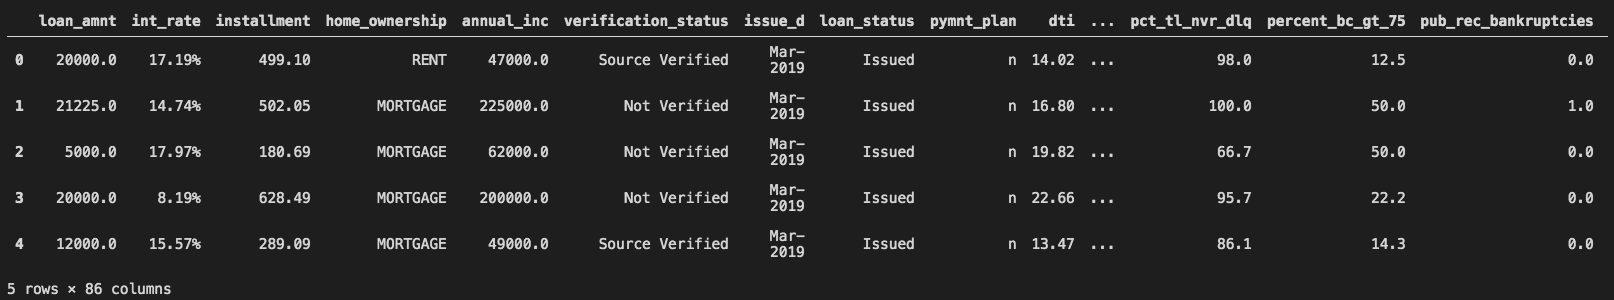 loan_amnt int_rate installment home_ownership annual_inc verification_status issue_d loan_status pymnt_plan dti ... pct_tl_nvr_dlq percent_bc_gt_75 pub_rec_bankruptcies
0 20000.0 17.19% 499.10 RENT 47000.0 Source Verified Mar-2019 Issued n 14.02 ... 98.0 12.5 0.0
1 21225.0 14.74% 502.05 MORTGAGE 225000.0 Not Verified Mar-2019 Issued n 16.80 ... 100.0 50.0 1.0
2 5000.0 17.97% 180.69 MORTGAGE 62000.0 Not Verified Mar-2019 Issued n 19.82 ... 66.7 50.0 0.0
3 20000.0 8.19% 628.49 MORTGAGE 200000.0 Not Verified Mar-2019 Issued n 22.66 ... 95.7 22.2 0.0
4 12000.0 15.57% 289.09 MORTGAGE 49000.0 Source Verified Mar-2019 Issued n 13.47 ... 86.1 14.3 0.0
5 rows × 86 columns